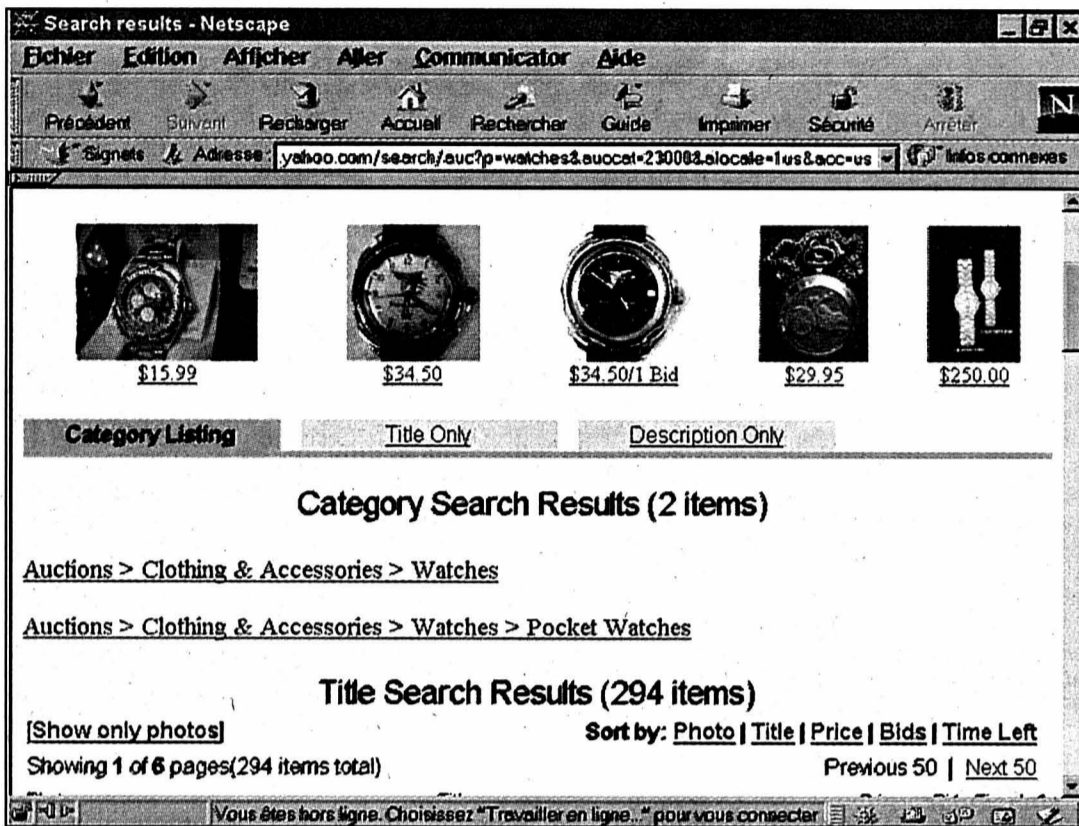 Search results - Netscape
Fichier Edition Afficher Aller Communicator Aide
Précédent Suivant Recharger Accueil Rechercher Guide Imprimer Sécurité Arrêter
N
Signets Adresse .yahoo.com/search/auc?p=watches&auccat=23000&alocale=1us&acc=us Infos connexes
$15.99 $34.50 $34.50/1 Bid $29.95 $250.00
Category Listing Title Only Description Only
Category Search Results (2 items)
Auctions > Clothing & Accessories > Watches
Auctions > Clothing & Accessories > Watches > Pocket Watches
Title Search Results (294 items)
[Show only photos] Sort by: Photo | Title | Price | Bids | Time Left
Showing 1 of 6 pages(294 items total) Previous 50 | Next 50
Vous êtes hors ligne. Choisissez "Travailler en ligne..." pour vous connecter